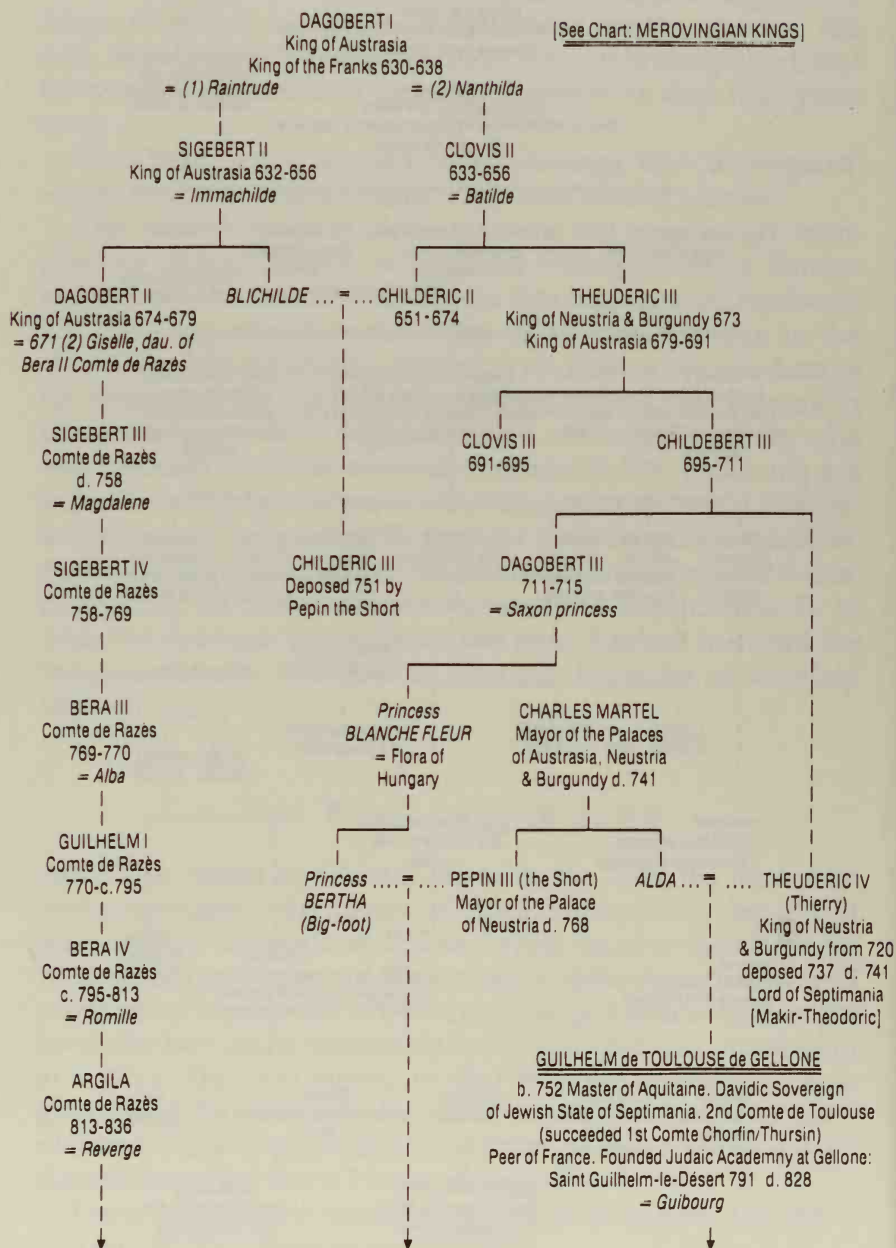 DAGOBERT I
King of Austrasia
King of the Franks 630-638
[See Chart: MEROVINGIAN KINGS]
= (1) Raintrude
= (2) Nanthilda
SIGEBERT II
King of Austrasia 632-656
= Immachilde
CLOVIS II
633-656
= Batilde
DAGOBERT II
King of Austrasia 674-679
= 671 (2) Gisèlle, dau. of
Bera II Comte de Razès
BLICHILDE ... = ... CHILDERIC II
651-674
THEUDERIC III
King of Neustria & Burgundy 673
King of Austrasia 679-691
SIGEBERT III
Comte de Razès
d. 758
= Magdalene
CLOVIS III
691-695
CHILDEBERT III
695-711
SIGEBERT IV
Comte de Razès
758-769
CHILDERIC III
Deposed 751 by
Pepin the Short
DAGOBERT III
711-715
= Saxon princess
BERA III
Comte de Razès
769-770
= Alba
Princess
BLANCHE FLEUR
= Flora of
Hungary
CHARLES MARTEL
Mayor of the Palaces
of Austrasia, Neustria
& Burgundy d. 741
GUILHELM I
Comte de Razès
770-c.795
Princess .... = .... PEPIN III (the Short)
BERTHA
(Big-foot)
Mayor of the Palace
of Neustria d. 768
ALDA ... = .... THEUDERIC IV
(Thierry)
King of Neustria
& Burgundy from 720
deposed 737 d. 741
Lord of Septimania
[Makir-Theodoric]
BERA IV
Comte de Razès
c. 795-813
= Romille
ARGILA
Comte de Razès
813-836
= Reverge
GUILHELM de TOULOUSE de GELLONE
b. 752 Master of Aquitaine. Davidic Sovereign
of Jewish State of Septimania. 2nd Comte de Toulouse
(succeeded 1st Comte Chorfin/Thursin)
Peer of France. Founded Judaic Academny at Gellone:
Saint Guilhelm-le-Désert 791 d. 828
= Guibourg